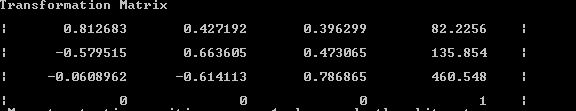 Transformation Matrix
¦ 0.812683 0.427192 0.396299 82.2256 ¦
¦ -0.579515 0.663605 0.473065 135.854 ¦
¦ -0.0608962 -0.614113 0.786865 460.548 ¦
¦ 0 0 0 1 ¦